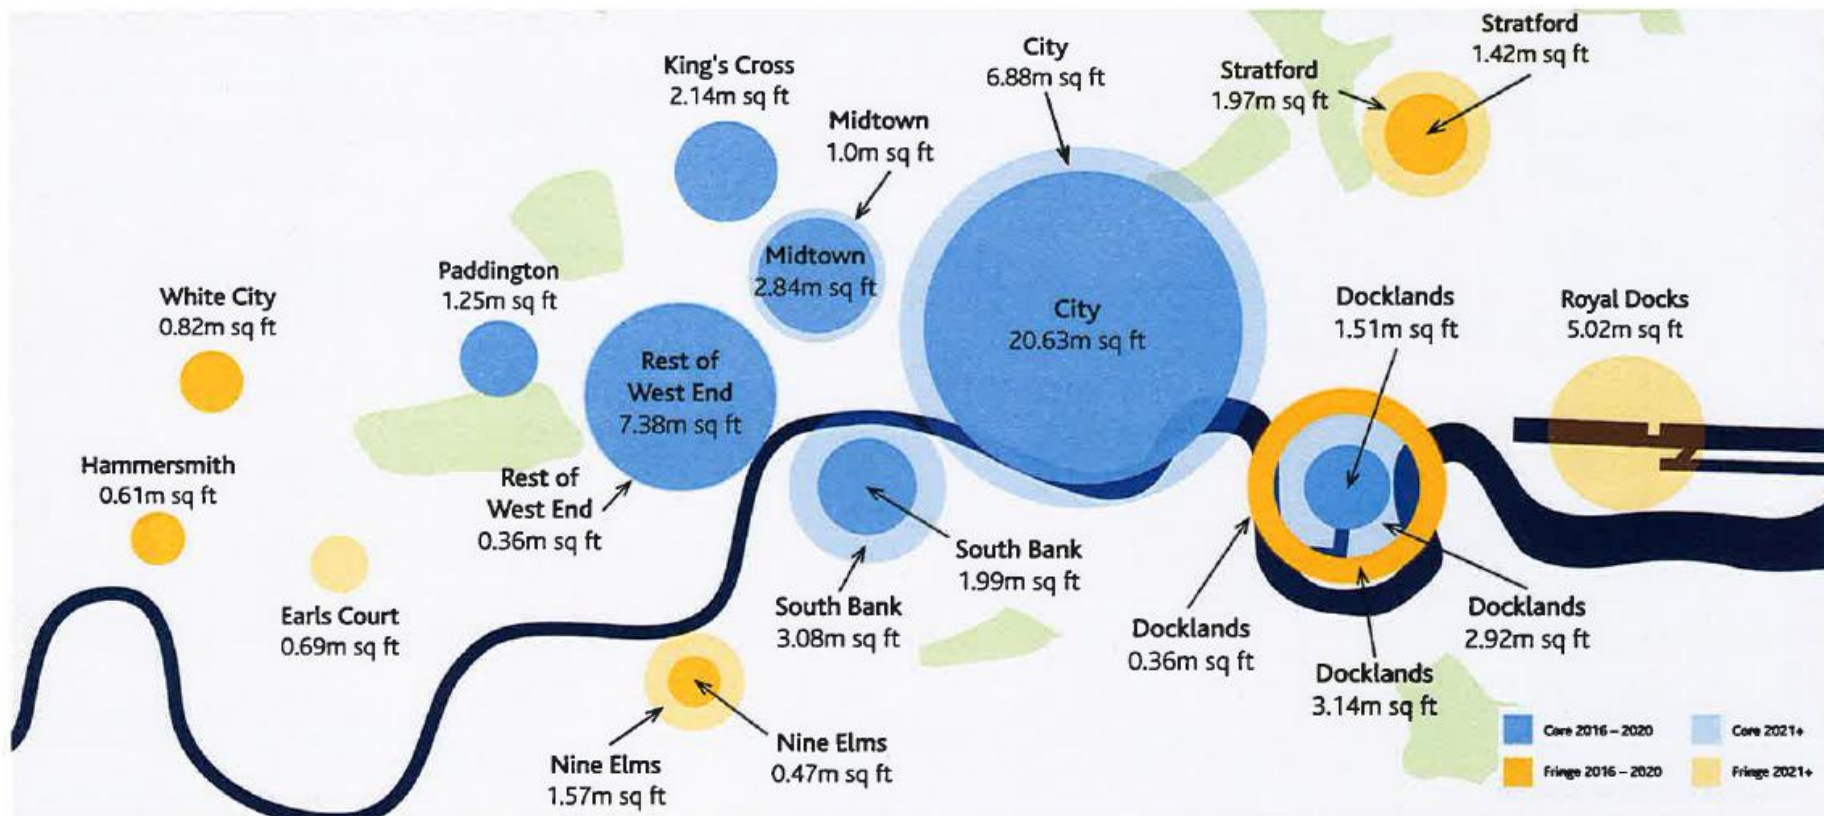 Stratford
1.42m sq ft
City
6.88m sq ft
King's Cross
2.14m sq ft
Stratford
1.97m sq ft
Midtown
1.0m sq ft
Midtown
2.84m sq ft
Paddington
1.25m sq ft
White City
0.82m sq ft
City
20.63m sq ft
Docklands
1.51m sq ft
Royal Docks
5.02m sq ft
Rest of
West End
7.38m sq ft
Hammersmith
0.61m sq ft
Rest of
West End
0.36m sq ft
South Bank
1.99m sq ft
Earls Court
0.69m sq ft
South Bank
3.08m sq ft
Docklands
0.36m sq ft
Docklands
2.92m sq ft
Docklands
3.14m sq ft
Nine Elms
0.47m sq ft
Nine Elms
1.57m sq ft
Core 2016 – 2020
Core 2021+
Fringe 2016 – 2020
Fringe 2021+